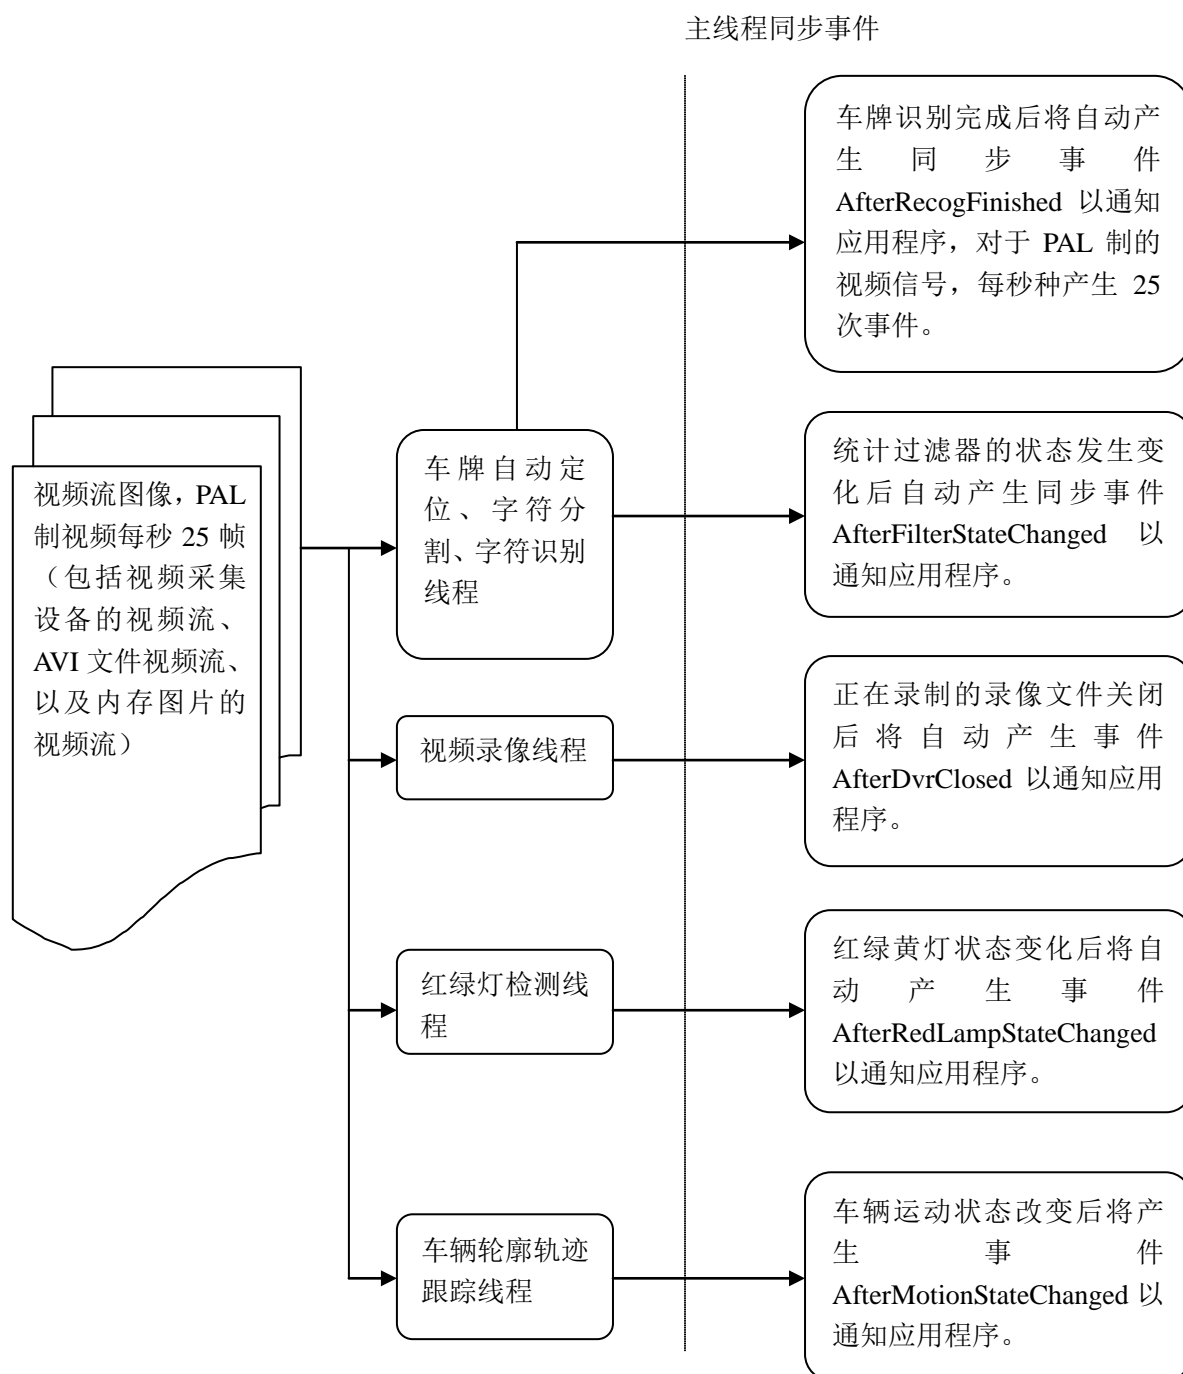 主线程同步事件
车牌识别完成后将自动产
生同步事件
AfterRecogFinished 以通知
应用程序，对于 PAL 制的
视频信号，每秒种产生 25
次事件。
视频流图像，PAL
制视频每秒 25 帧
（包括视频采集
设备的视频流、
AVI 文件视频流、
以及内存图片的
视频流）
车牌自动定
位、字符分
割、字符识别
线程
统计过滤器的状态发生变
化后自动产生同步事件
AfterFilterStateChanged 以
通知应用程序。
视频录像线程
正在录制的录像文件关闭
后将自动产生事件
AfterDvrClosed 以通知应用
程序。
红绿灯检测线
程
红绿黄灯状态变化后将自
动产生事件
AfterRedLampStateChanged
以通知应用程序。
车辆轮廓轨迹
跟踪线程
车辆运动状态改变后将产
生事件
AfterMotionStateChanged 以
通知应用程序。